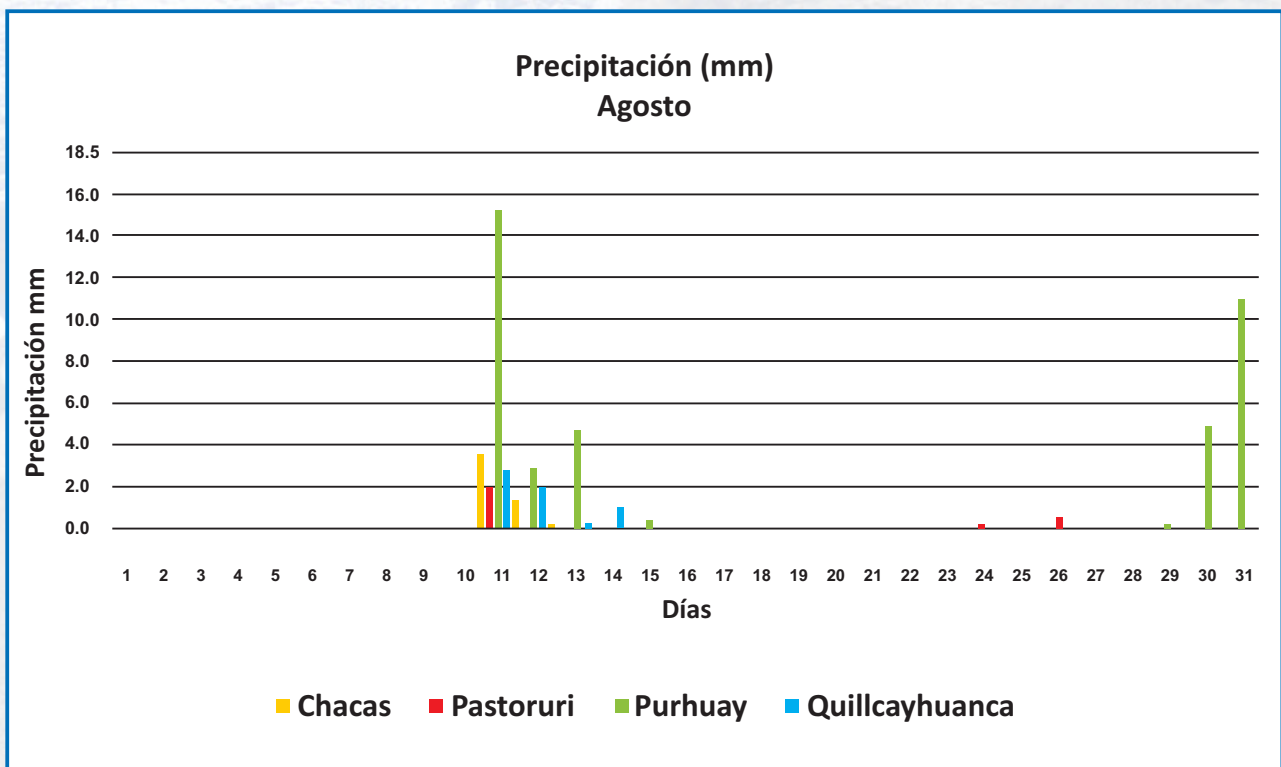 Precipitación (mm)
Agosto
Precipitación mm
18.5
16.0
14.0
12.0
10.0
8.0
6.0
4.0
2.0
0.0
1 2 3 4 5 6 7 8 9 10 11 12 13 14 15 16 17 18 19 20 21 22 23 24 25 26 27 28 29 30 31
Días
Chacas Pastoruri Purhuay Quillcayhuanca